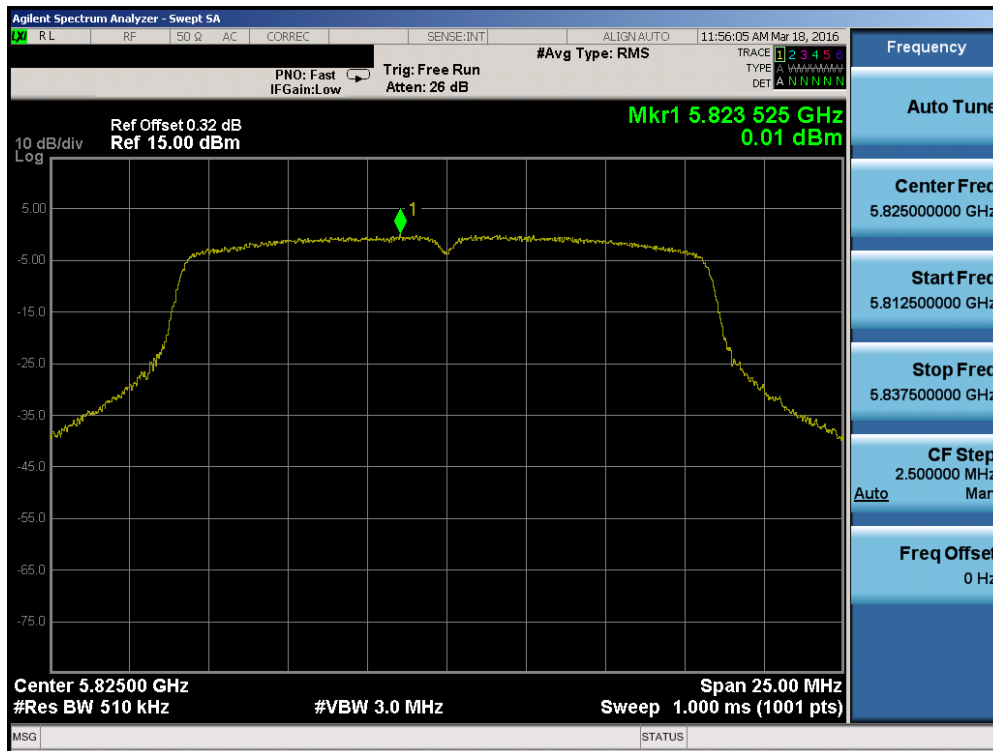 Agilent Spectrum Analyzer - Swept SA
LXI RL RF 50 Ω AC CORREC SENSE:INT ALIGN AUTO 11:56:05 AM Mar 18, 2016
PNO: Fast
IFGain:Low
Trig: Free Run
Atten: 26 dB
#Avg Type: RMS
TRACE 1 2 3 4 5 6
TYPE A WWWWW
DET A N N N N N
Frequency
Mkr1 5.823 525 GHz
0.01 dBm
Ref Offset 0.32 dB
10 dB/div Ref 15.00 dBm
Log
1
5.00
-5.00
-15.0
-25.0
-35.0
-45.0
-55.0
-65.0
-75.0
Center 5.82500 GHz
Span 25.00 MHz
#Res BW 510 kHz
#VBW 3.0 MHz
Sweep 1.000 ms (1001 pts)
Auto Tune
Center Freq
5.825000000 GHz
Start Freq
5.812500000 GHz
Stop Freq
5.837500000 GHz
CF Step
2.500000 MHz
Auto Man
Freq Offset
0 Hz
MSG
STATUS